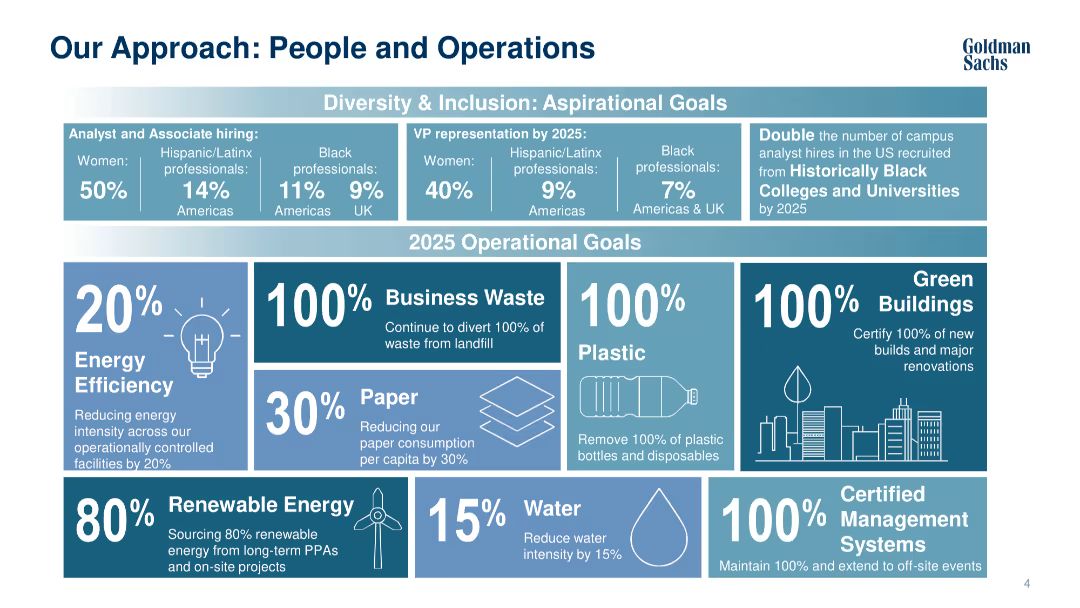 Our Approach: People and Operations
Goldman
Sachs
Diversity & Inclusion: Aspirational Goals
Analyst and Associate hiring:
Women:
50%
Hispanic/Latinx
professionals:
14%
Americas
Black
professionals:
11% 9%
Americas UK
VP representation by 2025:
Women:
40%
Hispanic/Latinx
professionals:
9%
Americas
Black
professionals:
7%
Americas & UK
Double the number of campus
analyst hires in the US recruited
from Historically Black
Colleges and Universities
by 2025
2025 Operational Goals
20%
Energy
Efficiency
Reducing energy
intensity across our
operationally controlled
facilities by 20%
100% Business Waste
Continue to divert 100% of
waste from landfill
30% Paper
Reducing our
paper consumption
per capita by 30%
100%
Plastic
Remove 100% of plastic
bottles and disposables
100% Green
Buildings
Certify 100% of new
builds and major
renovations
80% Renewable Energy
Sourcing 80% renewable
energy from long-term PPAs
and on-site projects
15% Water
Reduce water
intensity by 15%
100% Certified
Management
Systems
Maintain 100% and extend to off-site events
4